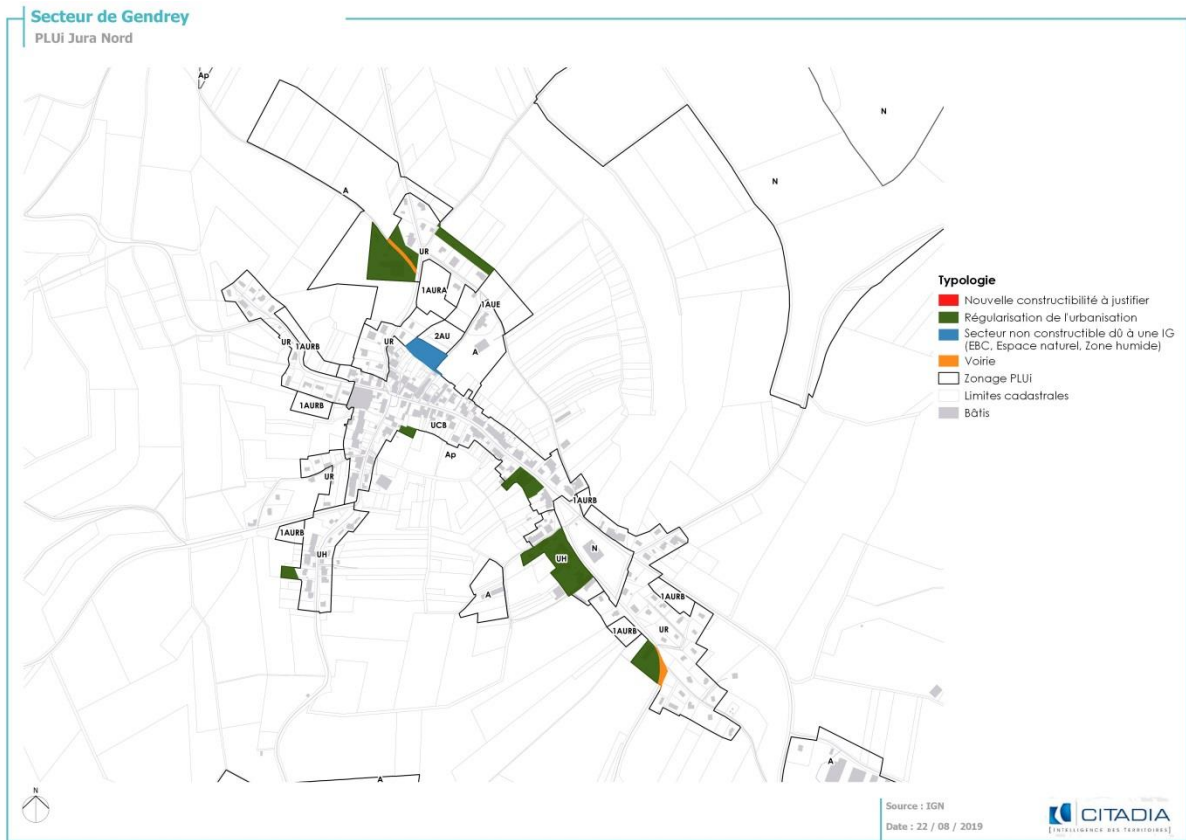 Secteur de Gendrey
PLUi Jura Nord
Ap
N
N
A
UR
1AURA
1AUE
2AU
A
UR
1AURB
UR
1AURB
UCB
Ap
UR
1AURB
1AURB
UH
N
UH
A
1AURB
1AURB
UR
A
A
N
Typologie
Nouvelle constructibilité à justifier
Régularisation de l'urbanisation
Secteur non constructible dû à une IG
(EBC, Espace naturel, Zone humide)
Voirie
Zonage PLUi
Limites cadastrales
Bâtis
Source : IGN
Date : 22 / 08 / 2019
CITADIA
[INTELLIGENCE DES TERRITOIRES]